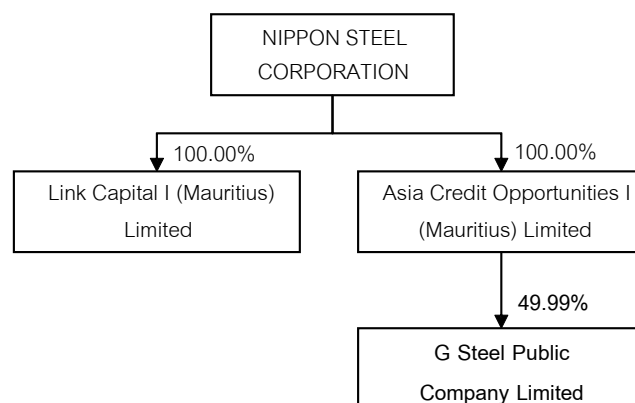 NIPPON STEEL
CORPORATION
100.00%
100.00%
Link Capital I (Mauritius)
Limited
Asia Credit Opportunities I
(Mauritius) Limited
49.99%
G Steel Public
Company Limited